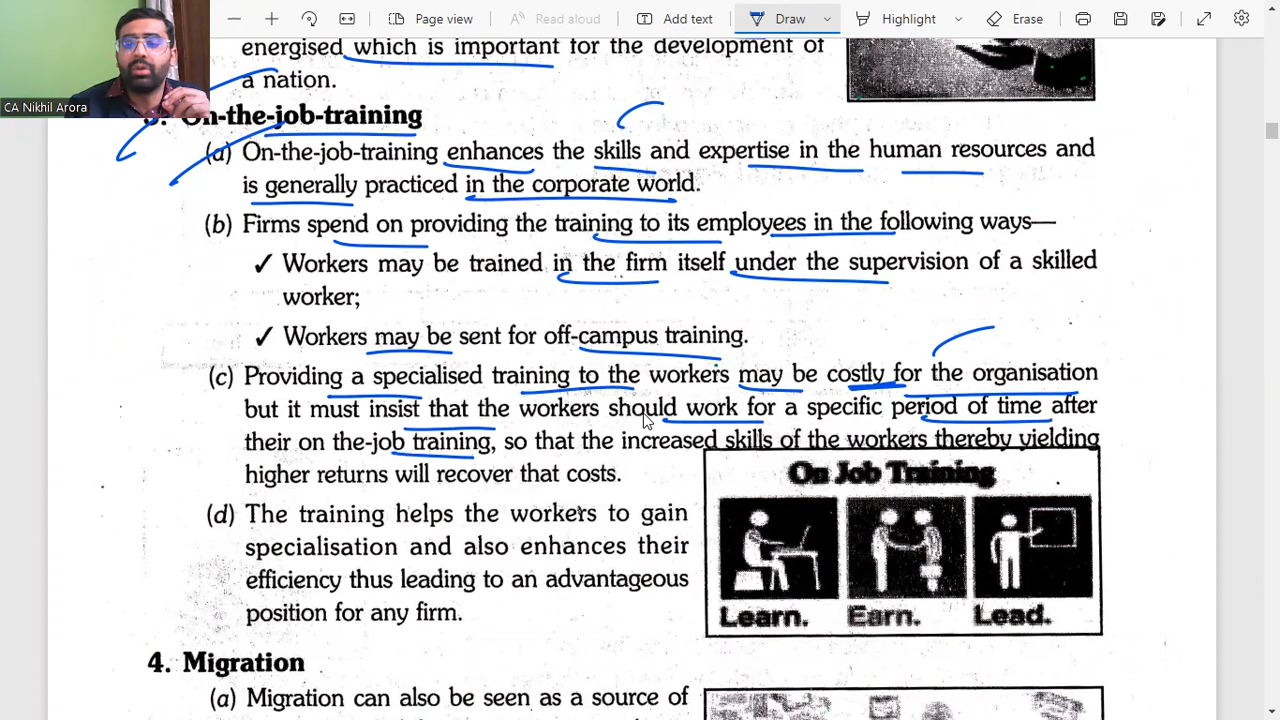 Page view
Read aloud
Add text
Draw
Highlight
Erase
CA Nikhil Arora
energised which is important for the development of
a nation.
On-the-job-training
(a) On-the-job-training enhances the skills and expertise in the human resources and
is generally practiced in the corporate world.
(b) Firms spend on providing the training to its employees in the following ways—
✓ Workers may be trained in the firm itself under the supervision of a skilled
worker;
✓ Workers may be sent for off-campus training.
(c) Providing a specialised training to the workers may be costly for the organisation
but it must insist that the workers should work for a specific period of time after
their on the-job training, so that the increased skills of the workers thereby yielding
higher returns will recover that costs.
On Job Training
Learn. Earn. Lead.
(d) The training helps the workers to gain
specialisation and also enhances their
efficiency thus leading to an advantageous
position for any firm.
4. Migration
(a) Migration can also be seen as a source of